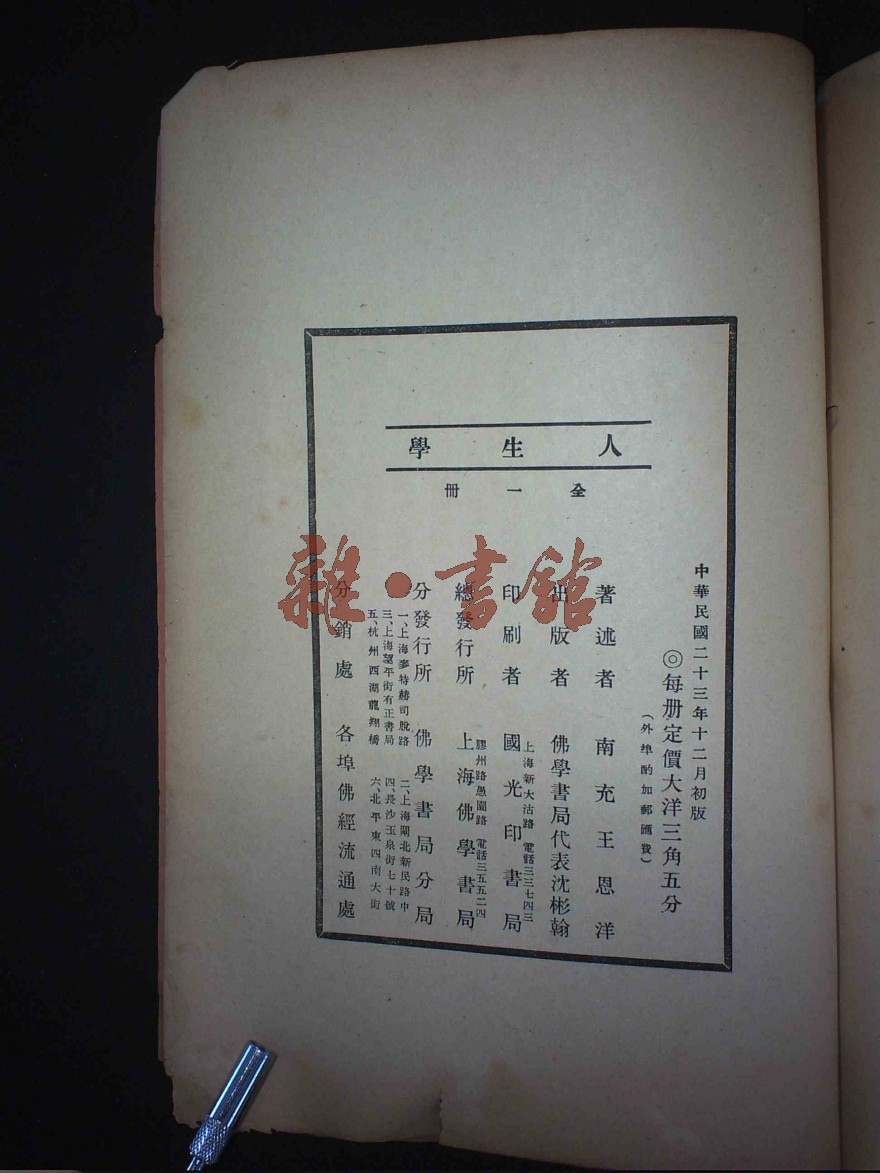 人生學
全一冊
中華民國二十三年十二月初版
◎每册定價大洋三角五分
（外埠酌加郵匯費）
著述者 南充王恩洋
出版者 佛學書局代表沈彬翰
上海新大沽路 電話三三七四三
印刷者 國光印書局
膠州路愚園路 電話三五五二四
總發行所 上海佛學書局
分發行所 佛學書局分局
一、上海麥特赫司脫路 二、上海閘北新民路中
三、上海望平街有正書局 四、長沙玉泉街七十號
五、杭州西湖龍翔橋 六、北平東四南大街
分銷處 各埠佛經流通處
雜·書館